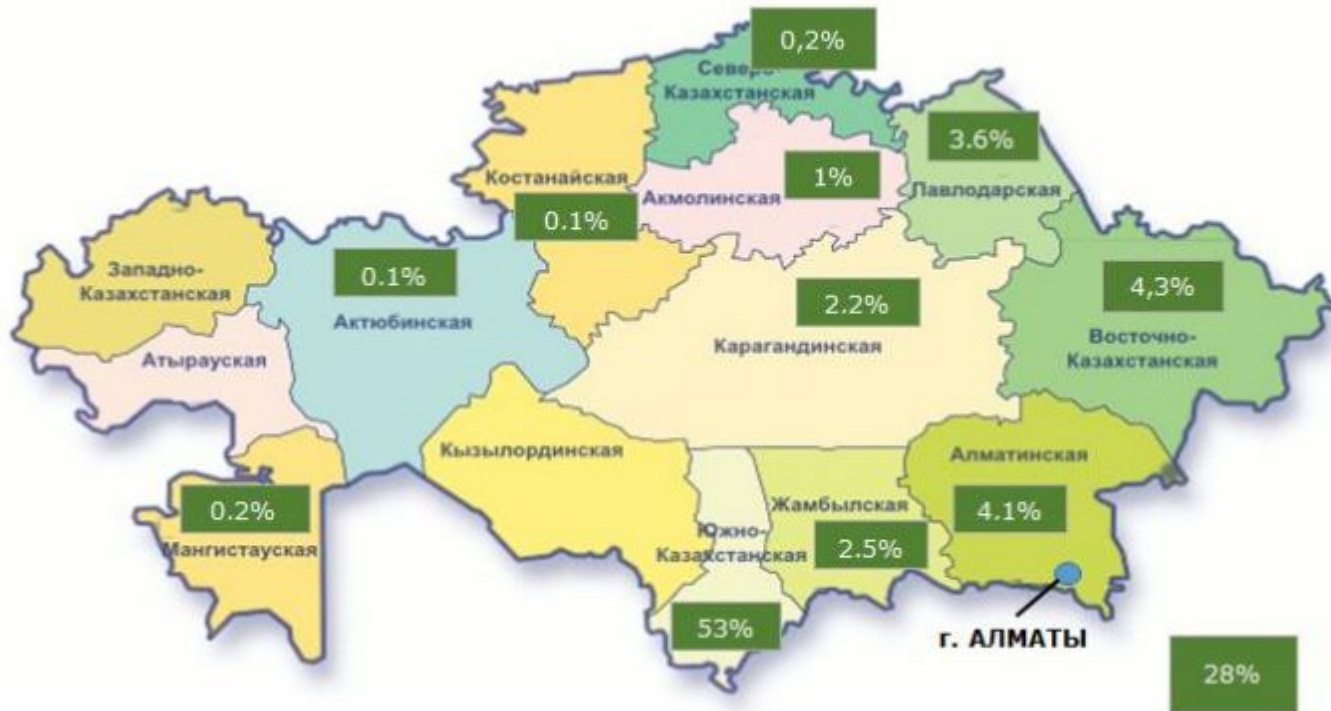 0,2%
Северо-
Казахстанская
3.6%
Павлодарская
Костанайская
1%
Акмолинская
0.1%
Западно-
Казахстанская
0.1%
Актюбинская
2.2%
Карагандинская
4,3%
Восточно-
Казахстанская
Атырауская
Кызылординская
Алматинская
4.1%
0.2%
Мангистауская
Жамбылская
2.5%
Южно-
Казахстанская
53%
г. АЛМАТЫ
28%